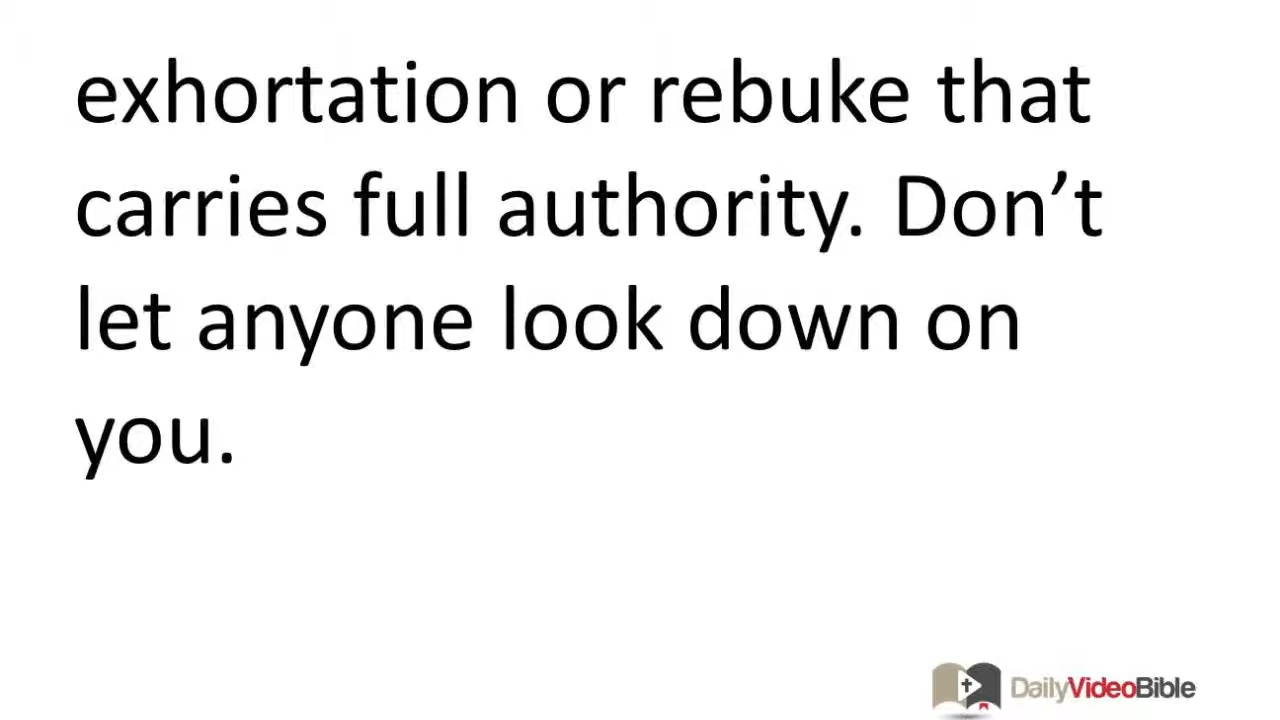 exhortation or rebuke that
carries full authority. Don’t
let anyone look down on
you.
DailyVideoBible